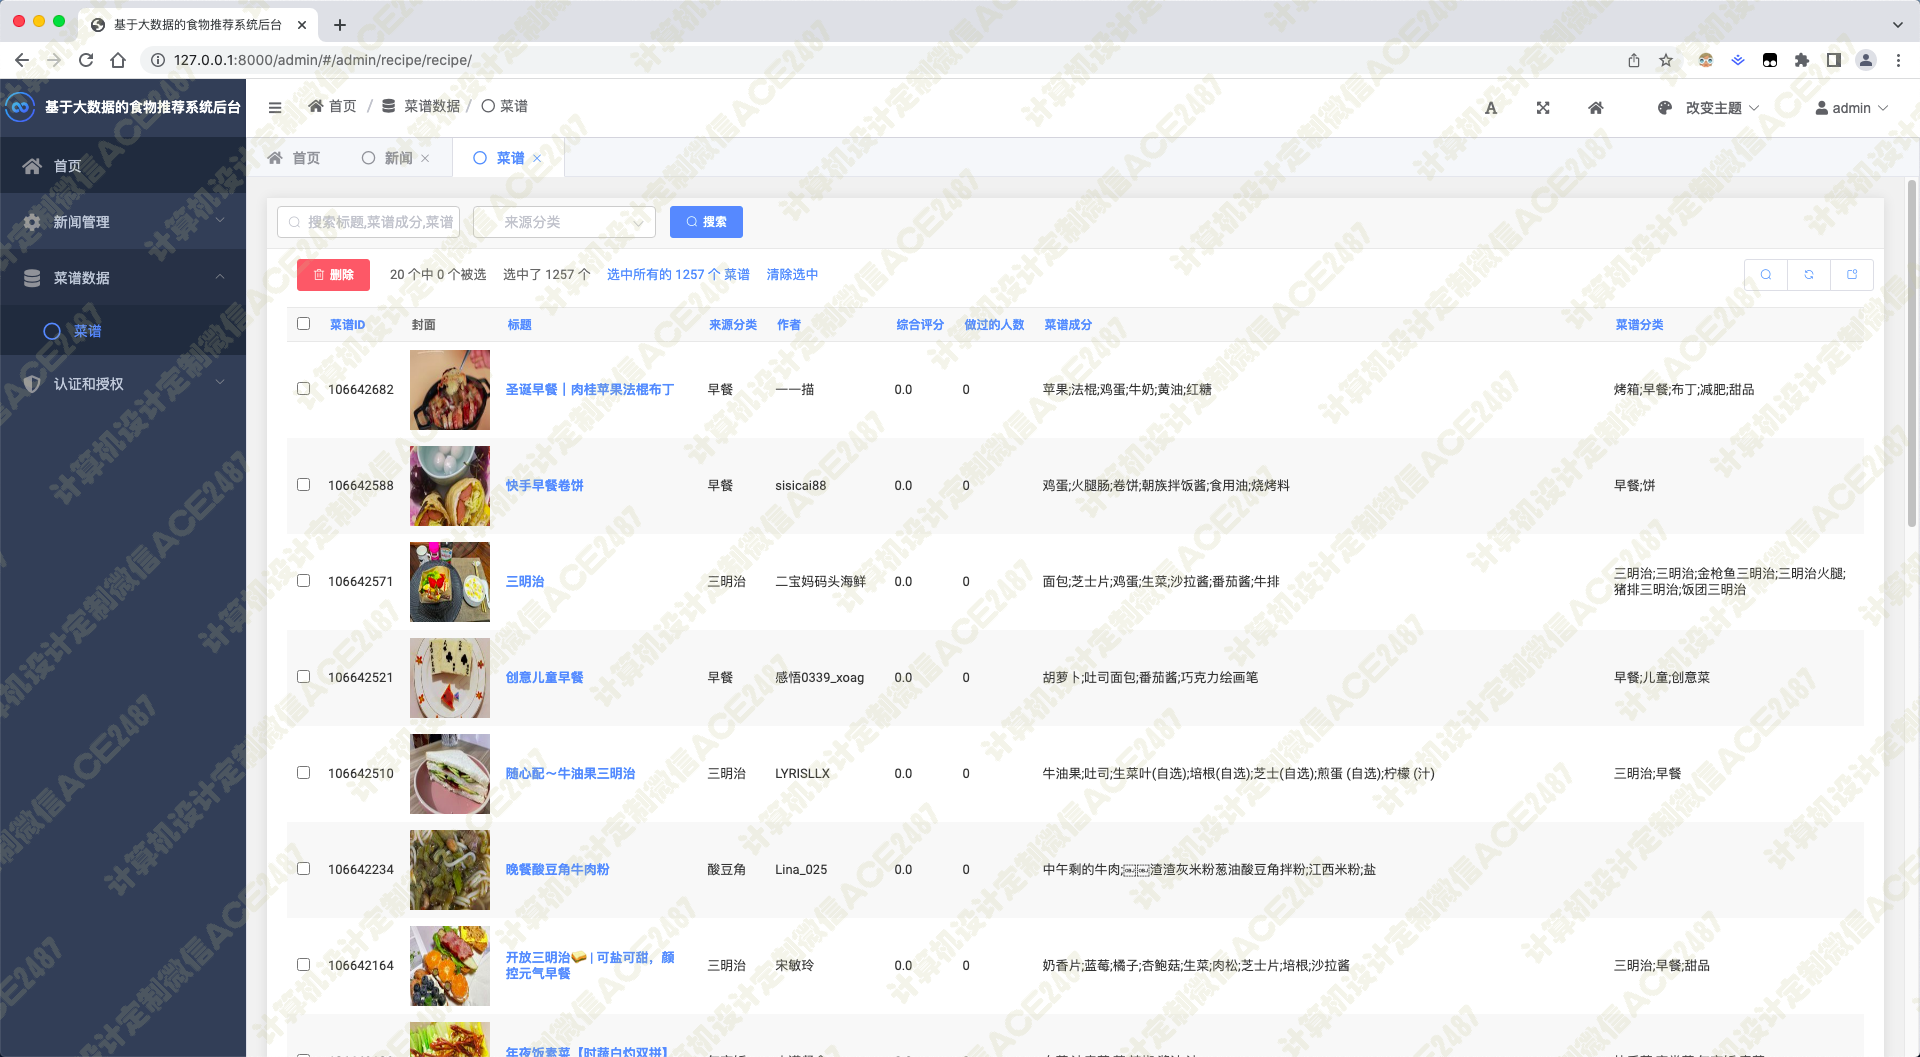 基于大数据的食物推荐系统后台
127.0.0.1:8000/admin/#/admin/recipe/recipe/
基于大数据的食物推荐系统后台
首页 / 菜谱数据 / 菜谱
改变主题
admin
首页
新闻管理
菜谱数据
菜谱
认证和授权
首页
新闻
菜谱
搜索标题,菜谱成分,菜谱
来源分类
搜索
删除
20 个中 0 个被选
选中了 1257 个
选中所有的 1257 个 菜谱
清除选中
菜谱ID 封面 标题 来源分类 作者 综合评分 做过的人数 菜谱成分 菜谱分类
106642682 圣诞早餐｜肉桂苹果法棍布丁 早餐 一一描 0.0 0 苹果;法棍;鸡蛋;牛奶;黄油;红糖 烤箱;早餐;布丁;减肥;甜品
106642588 快手早餐卷饼 早餐 sisicai88 0.0 0 鸡蛋;火腿肠;卷饼;朝族拌饭酱;食用油;烧烤料 早餐;饼
106642571 三明治 三明治 二宝妈码头海鲜 0.0 0 面包;芝士片;鸡蛋;生菜;沙拉酱;番茄酱;牛排 三明治;三明治;金枪鱼三明治;三明治火腿;
猪排三明治;饭团三明治
106642521 创意儿童早餐 早餐 感悟0339_xoag 0.0 0 胡萝卜;吐司面包;番茄酱;巧克力绘画笔 早餐;儿童;创意菜
106642510 随心配～牛油果三明治 三明治 LYRISLLX 0.0 0 牛油果;吐司;生菜叶(自选);培根(自选);芝士(自选);煎蛋 (自选);柠檬 (汁) 三明治;早餐
106642234 晚餐酸豆角牛肉粉 酸豆角 Lina_025 0.0 0 中午剩的牛肉;￼￼渣渣灰米粉葱油酸豆角拌粉;江西米粉;盐
106642164 开放三明治🥪 | 可盐可甜，颜
控元气早餐 三明治 宋敏玲 0.0 0 奶香片;蓝莓;橘子;杏鲍菇;生菜;肉松;芝士片;培根;沙拉酱 三明治;早餐;甜品
年夜饭素菜【时蔬白灼双拼】
计算机设计定制微信ACE2487